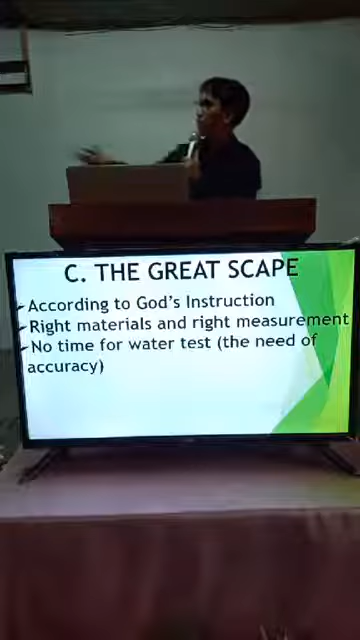 C. THE GREAT SCAPE
According to God's Instruction
Right materials and right measurement
No time for water test (the need of
accuracy)